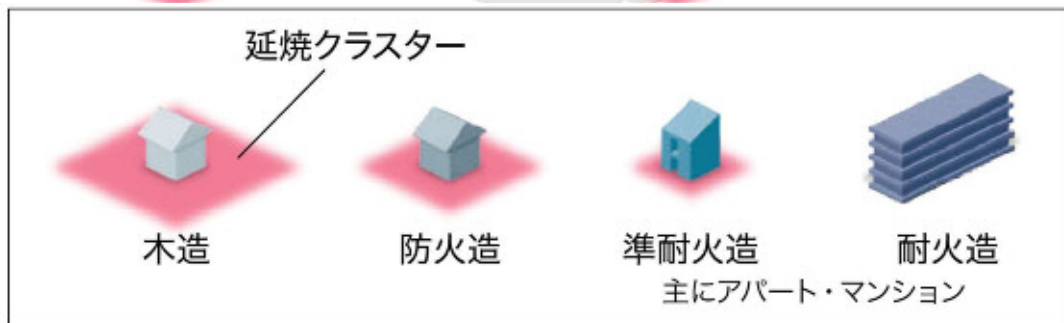 延焼クラスター
木造
防火造
準耐火造
耐火造
主にアパート・マンション